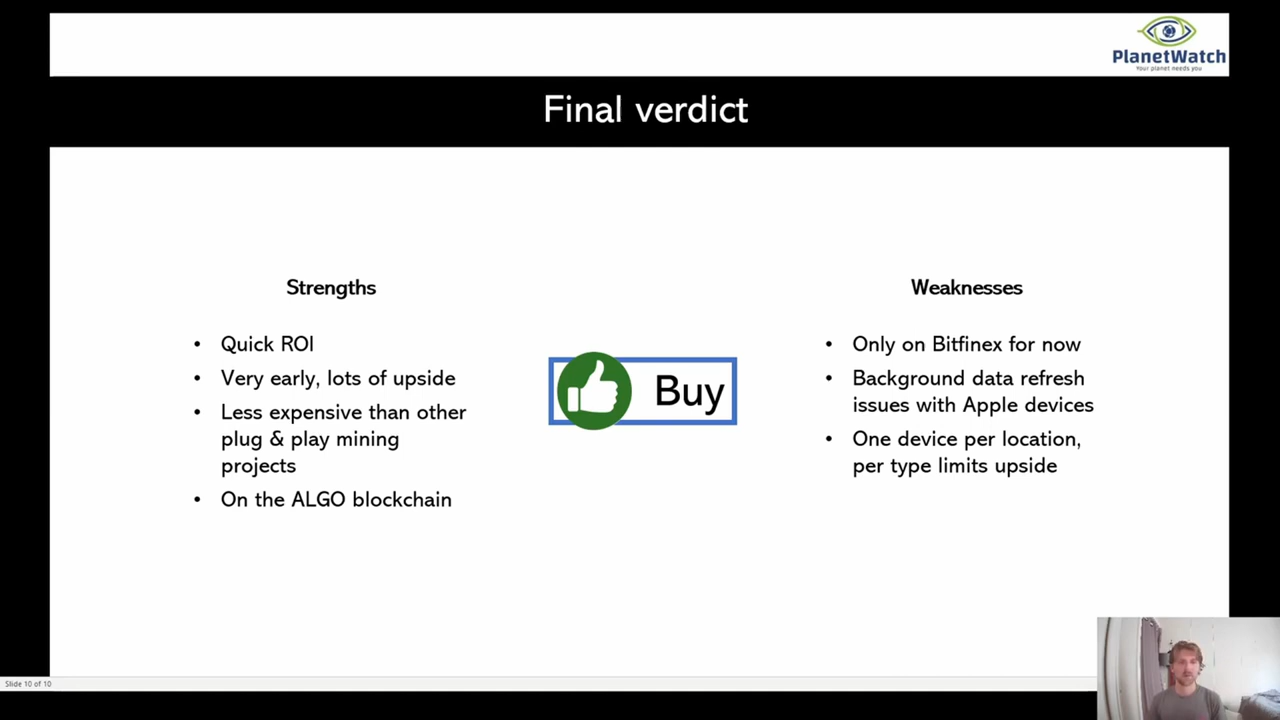 PlanetWatch
Your planet needs you
Final verdict
Strengths
• Quick ROI
• Very early, lots of upside
• Less expensive than other
plug & play mining
projects
• On the ALGO blockchain
Buy
Weaknesses
• Only on Bitfinex for now
• Background data refresh
issues with Apple devices
• One device per location,
per type limits upside
Slide 10 of 10